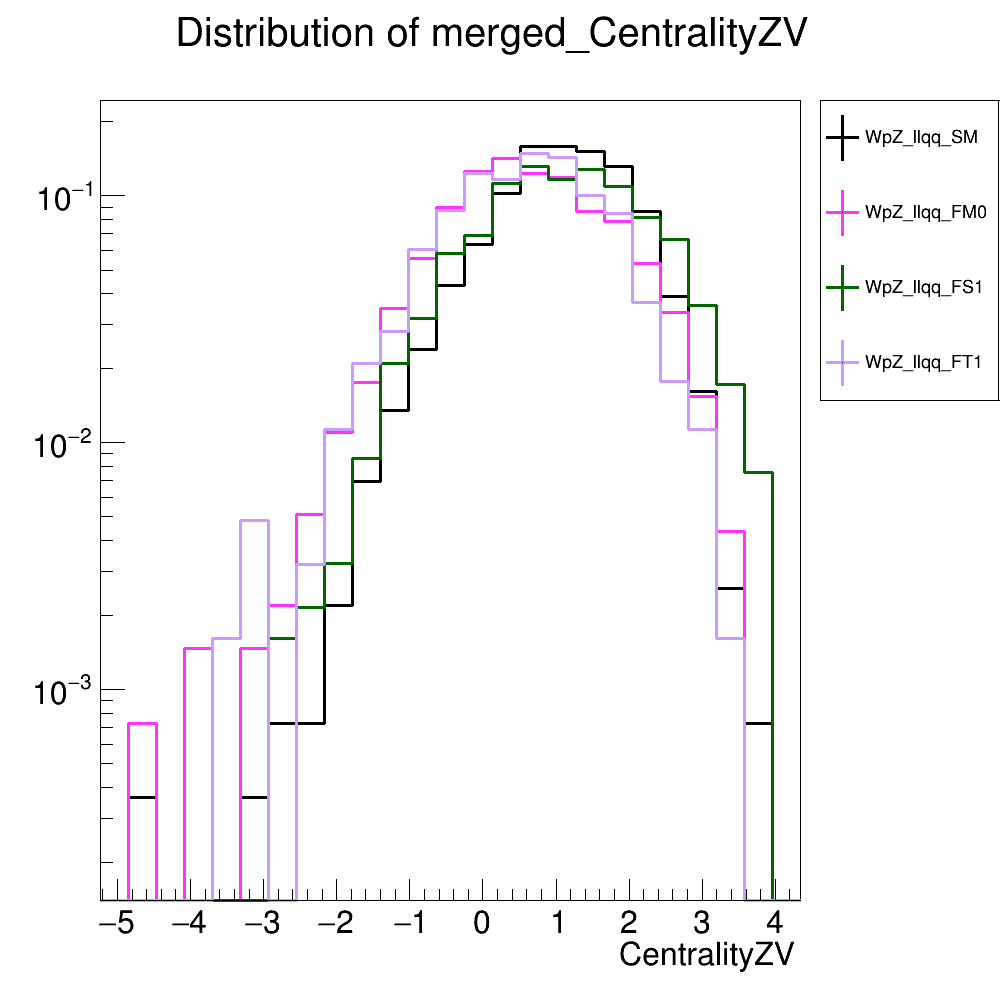 Distribution of merged_CentralityZV
WpZ_llqq_SM
WpZ_llqq_FM0
WpZ_llqq_FS1
WpZ_llqq_FT1
10⁻¹
10⁻²
10⁻³
−5 −4 −3 −2 −1 0 1 2 3 4
CentralityZV